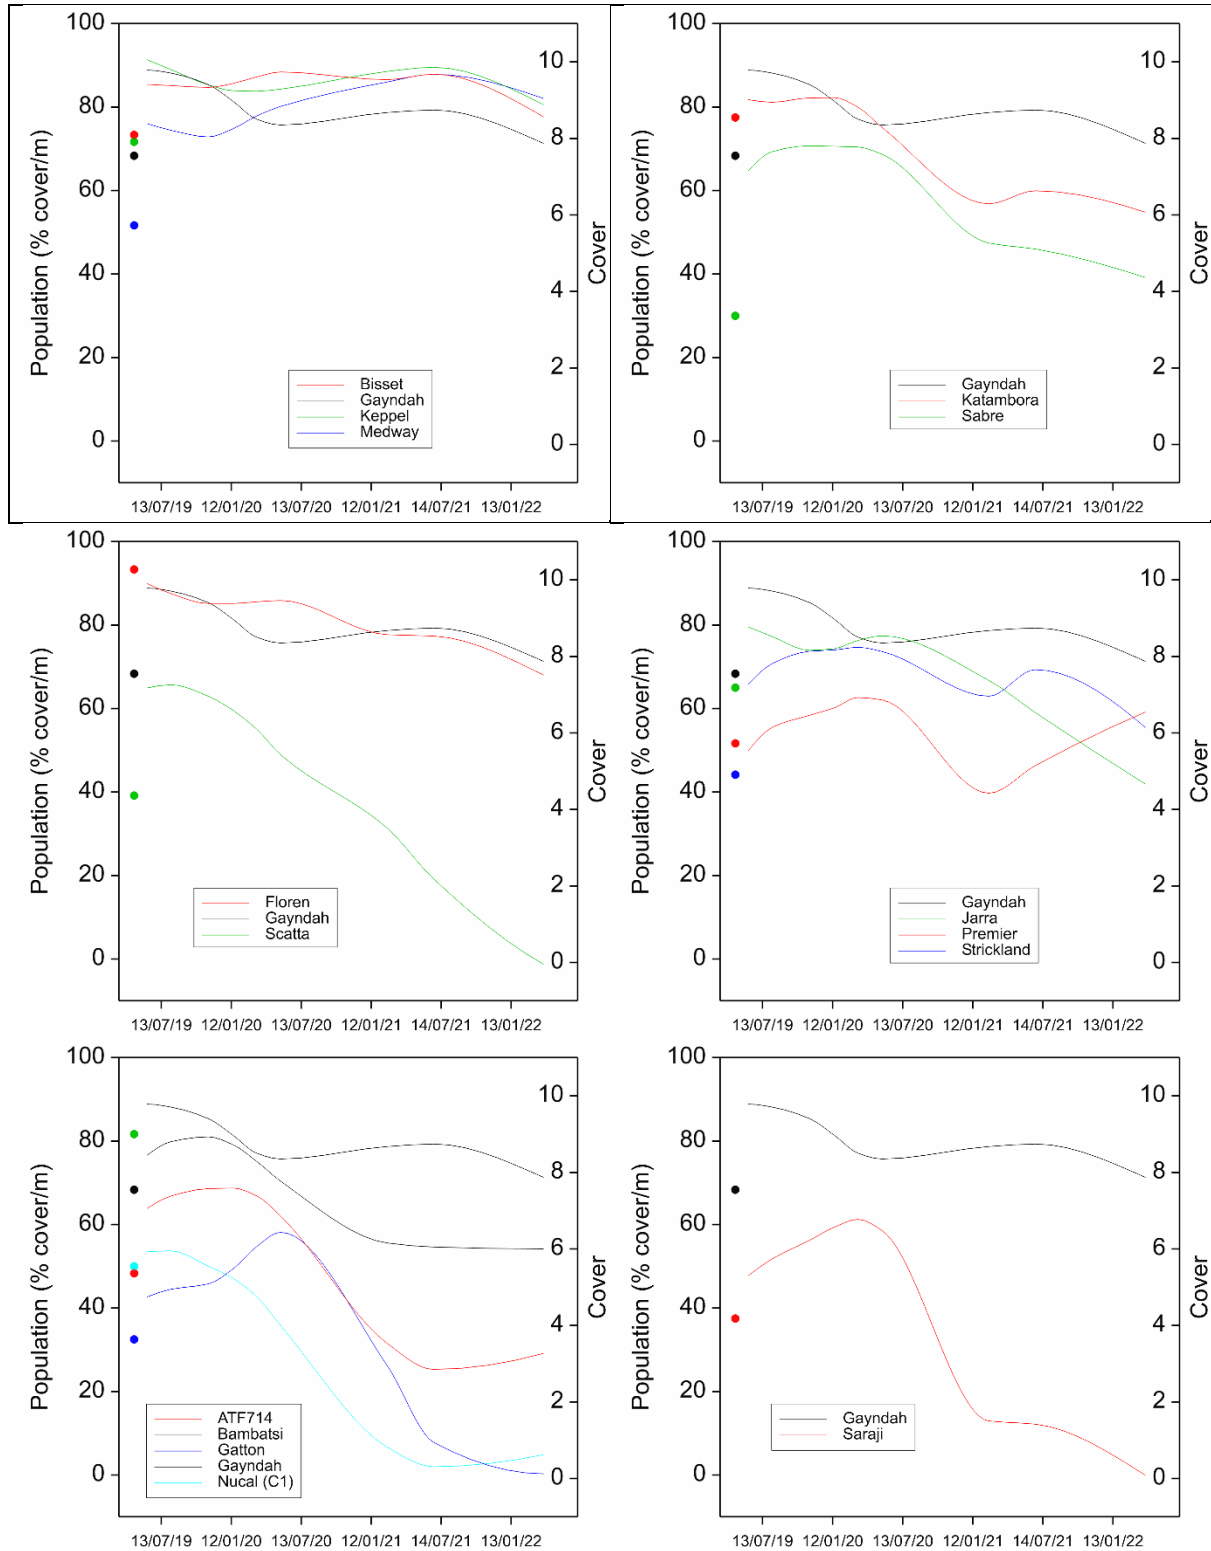 100
80
60
40
20
0
Population (% cover/m)
10
8
6
4
2
0
Cover
Bisset
Gayndah
Keppel
Medway
13/07/19 12/01/20 13/07/20 12/01/21 14/07/21 13/01/22
100
80
60
40
20
0
Population (% cover/m)
10
8
6
4
2
0
Cover
Gayndah
Katambora
Sabre
13/07/19 12/01/20 13/07/20 12/01/21 14/07/21 13/01/22
100
80
60
40
20
0
Population (% cover/m)
10
8
6
4
2
0
Cover
Floren
Gayndah
Scatta
13/07/19 12/01/20 13/07/20 12/01/21 14/07/21 13/01/22
100
80
60
40
20
0
Population (% cover/m)
10
8
6
4
2
0
Cover
Gayndah
Jarra
Premier
Strickland
13/07/19 12/01/20 13/07/20 12/01/21 14/07/21 13/01/22
100
80
60
40
20
0
Population (% cover/m)
10
8
6
4
2
0
Cover
ATF714
Bambatsi
Gatton
Gayndah
Nucal (C1)
13/07/19 12/01/20 13/07/20 12/01/21 14/07/21 13/01/22
100
80
60
40
20
0
Population (% cover/m)
10
8
6
4
2
0
Cover
Gayndah
Saraji
13/07/19 12/01/20 13/07/20 12/01/21 14/07/21 13/01/22